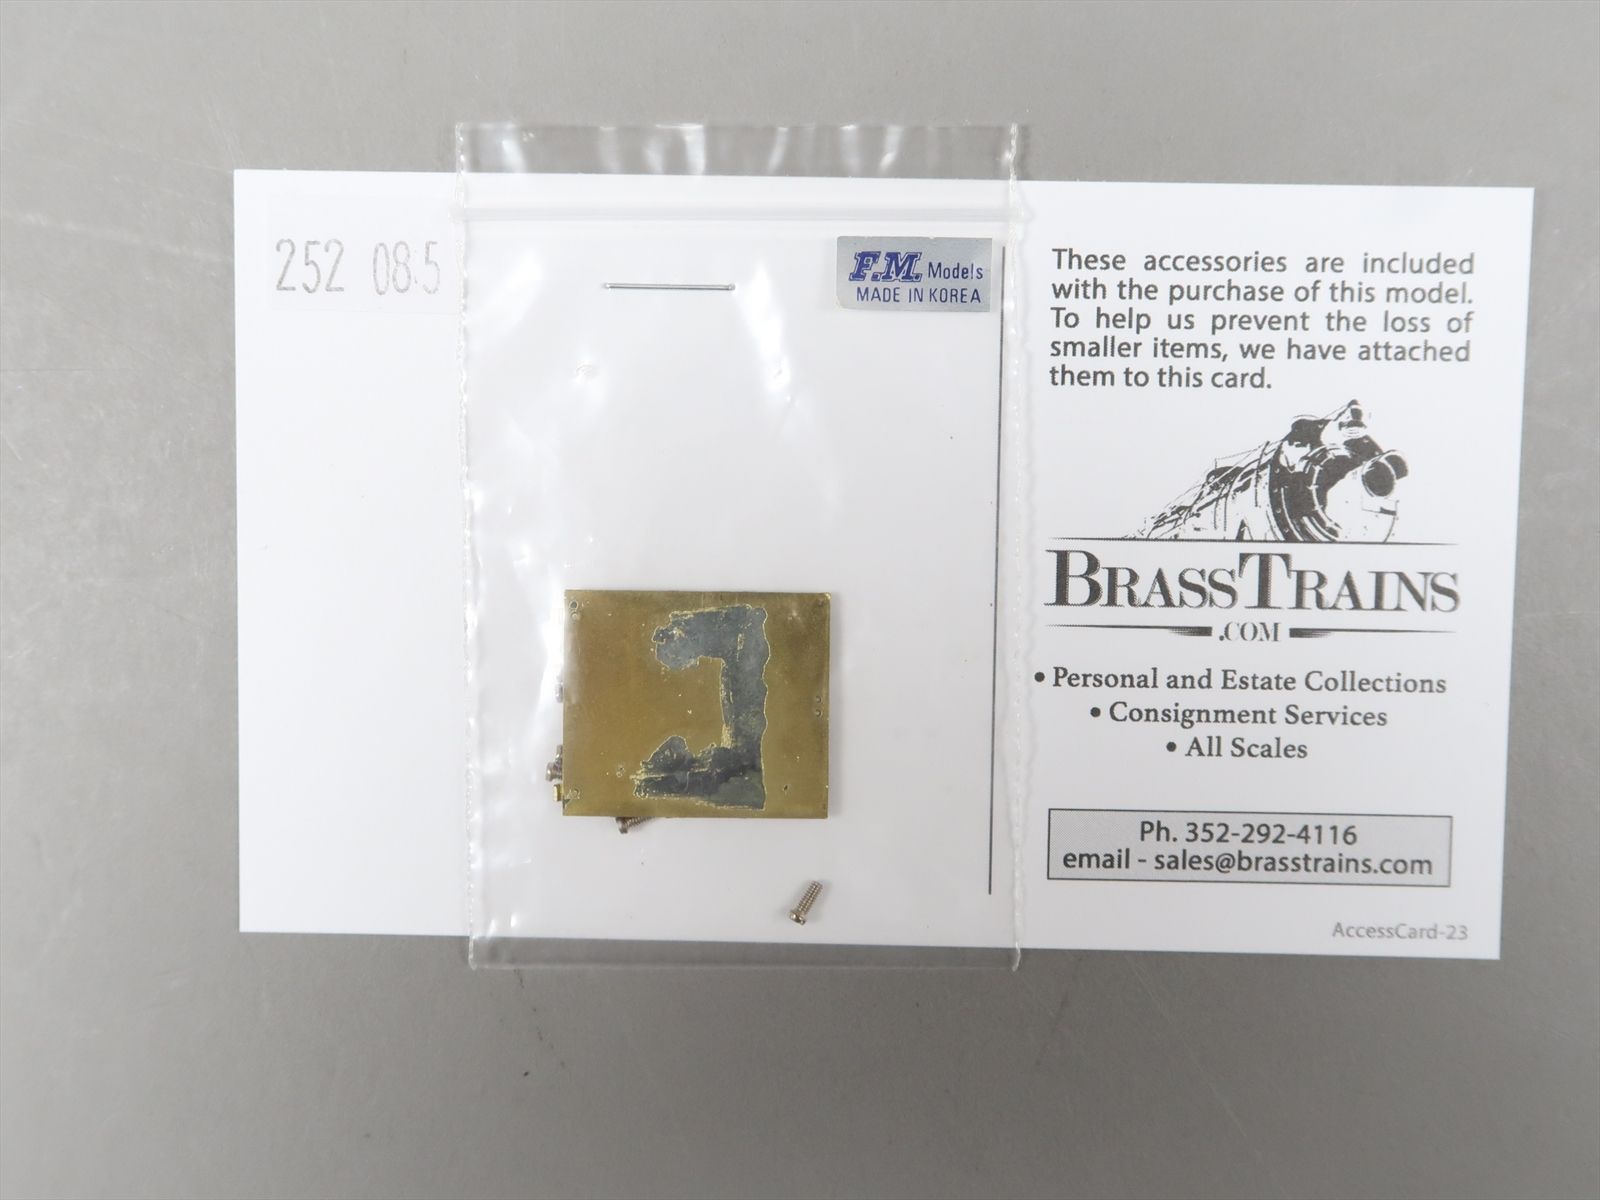 252 08.5
F.M. Models
MADE IN KOREA
These accessories are included
with the purchase of this model.
To help us prevent the loss of
smaller items, we have attached
them to this card.
BRASSTRAINS
.COM
• Personal and Estate Collections
• Consignment Services
• All Scales
Ph. 352-292-4116
email - sales@brasstrains.com
AccessCard-23